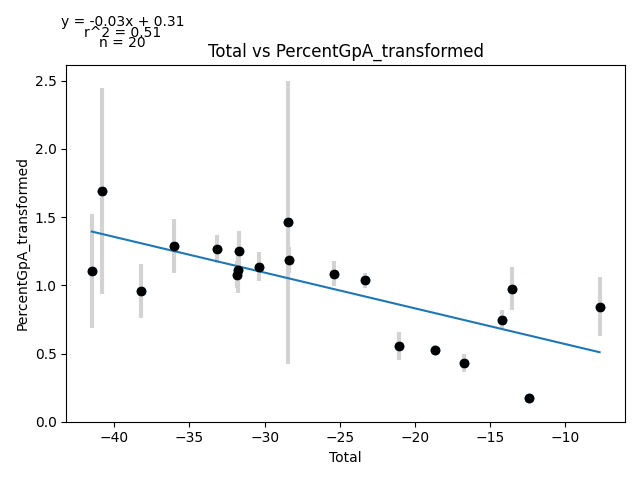 y = -0.03x + 0.31
r^2 = 0.51
n = 20
Total vs PercentGpA_transformed
PercentGpA_transformed
2.5
2.0
1.5
1.0
0.5
0.0
−40
−35
−30
−25
−20
−15
−10
Total